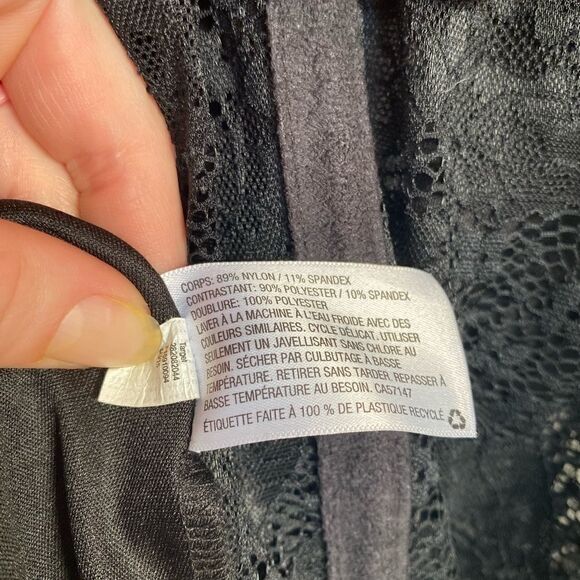 CORPS: 89% NYLON / 11% SPANDEX
CONTRASTANT: 90% POLYESTER / 10% SPANDEX
DOUBLURE: 100% POLYESTER
LAVER À LA MACHINE À L'EAU FROIDE AVEC DES
COULEURS SIMILAIRES. CYCLE DÉLICAT. UTILISER
SEULEMENT UN JAVELLISANT SANS CHLORE AU
BESOIN. SÉCHER PAR CULBUTAGE À BASSE
TEMPÉRATURE. RETIRER SANS TARDER. REPASSER À
BASSE TEMPÉRATURE AU BESOIN. CA57147
ÉTIQUETTE FAITE À 100 % DE PLASTIQUE RECYCLÉ
Target